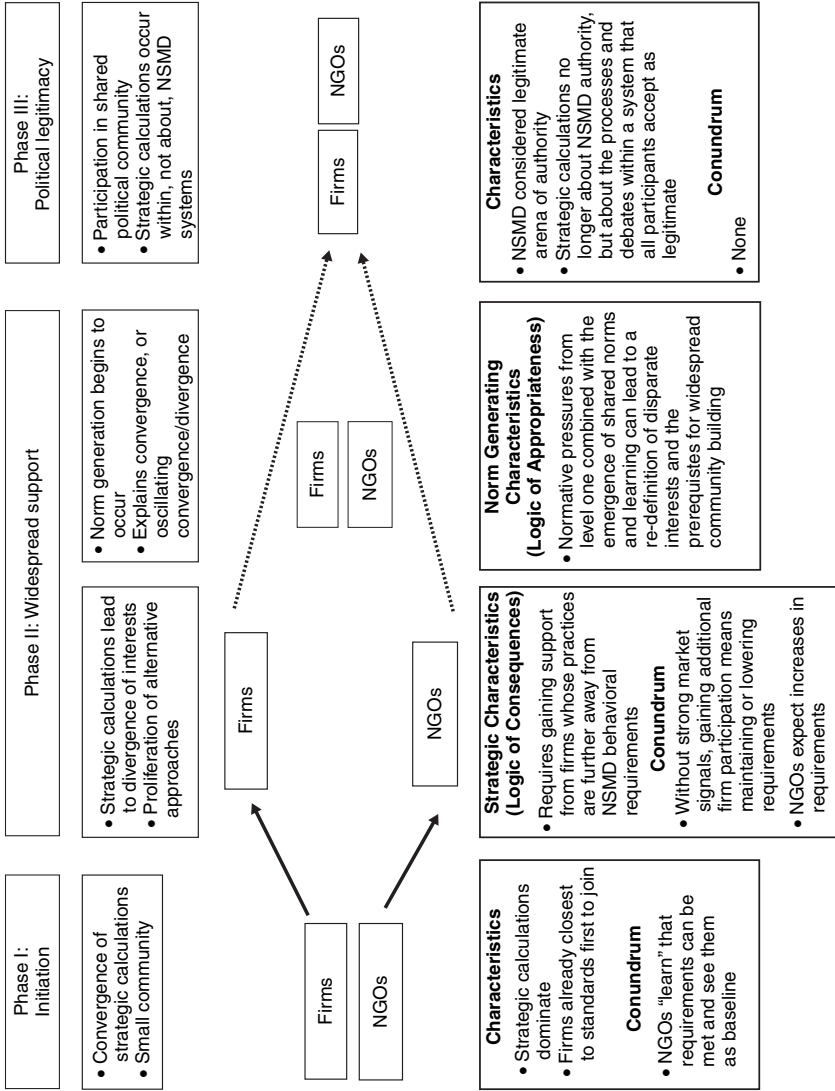 Phase I:
Initiation
Phase II: Widespread support
Phase III:
Political legitimacy
• Convergence of
strategic calculations
• Small community
• Strategic calculations lead
to divergence of interests
• Proliferation of alternative
approaches
• Norm generation begins to
occur
• Explains convergence, or
oscillating
convergence/divergence
• Participation in shared
political community
• Strategic calculations occur
within, not about, NSMD
systems
Firms
NGOs
Firms
NGOs
Firms
NGOs
Firms
NGOs
Characteristics
• Strategic calculations
dominate
• Firms already closest
to standards first to join
Conundrum
• NGOs “learn” that
requirements can be
met and see them
as baseline
Strategic Characteristics
(Logic of Consequences)
• Requires gaining support
from firms whose practices
are further away from
NSMD behavioral
requirements
Conundrum
• Without strong market
signals, gaining additional
firm participation means
maintaining or lowering
requirements
• NGOs expect increases in
requirements
Norm Generating
Characteristics
(Logic of Appropriateness)
• Normative pressures from
level one combined with the
emergence of shared norms
and learning can lead to a
re-definition of disparate
interests and the
prerequistes for widespread
community building
Characteristics
• NSMD considered legitimate
arena of authority
• Strategic calculations no
longer about NSMD authority,
but about the processes and
debates within a system that
all participants accept as
legitimate
Conundrum
• None